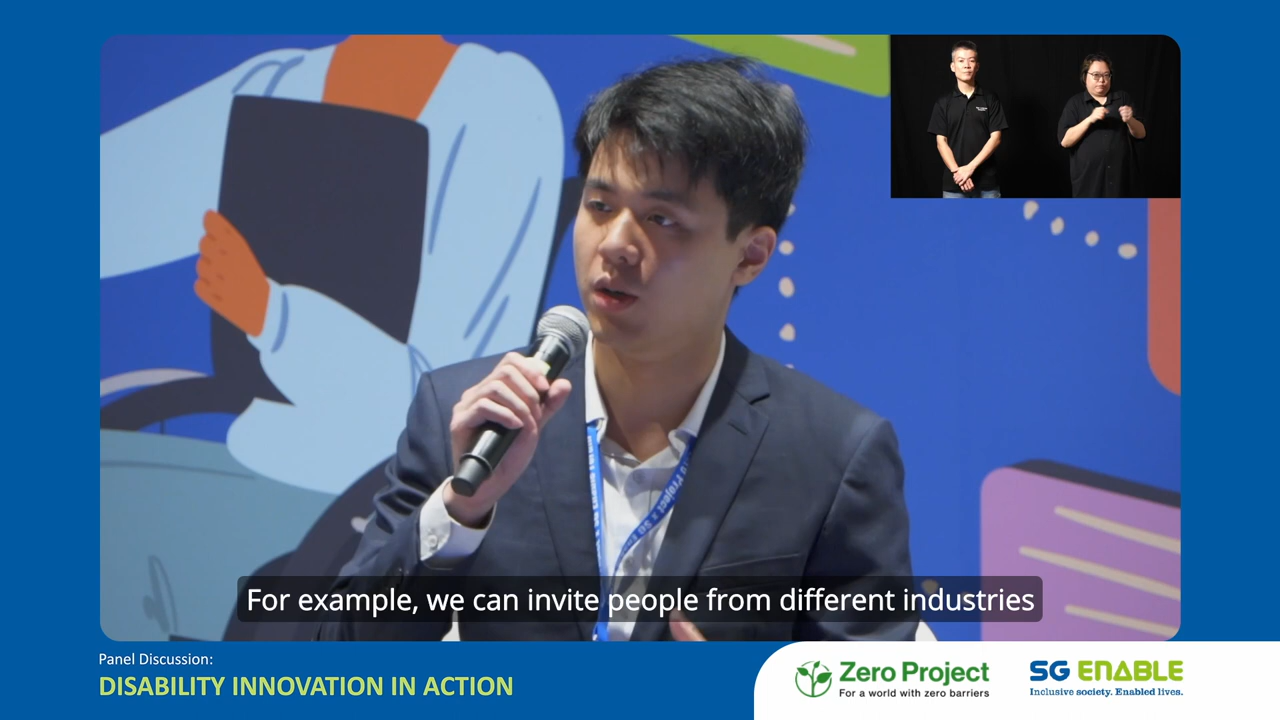 For example, we can invite people from different industries
Panel Discussion:
DISABILITY INNOVATION IN ACTION
Zero Project
For a world with zero barriers
SG ENABLE
Inclusive society. Enabled lives.